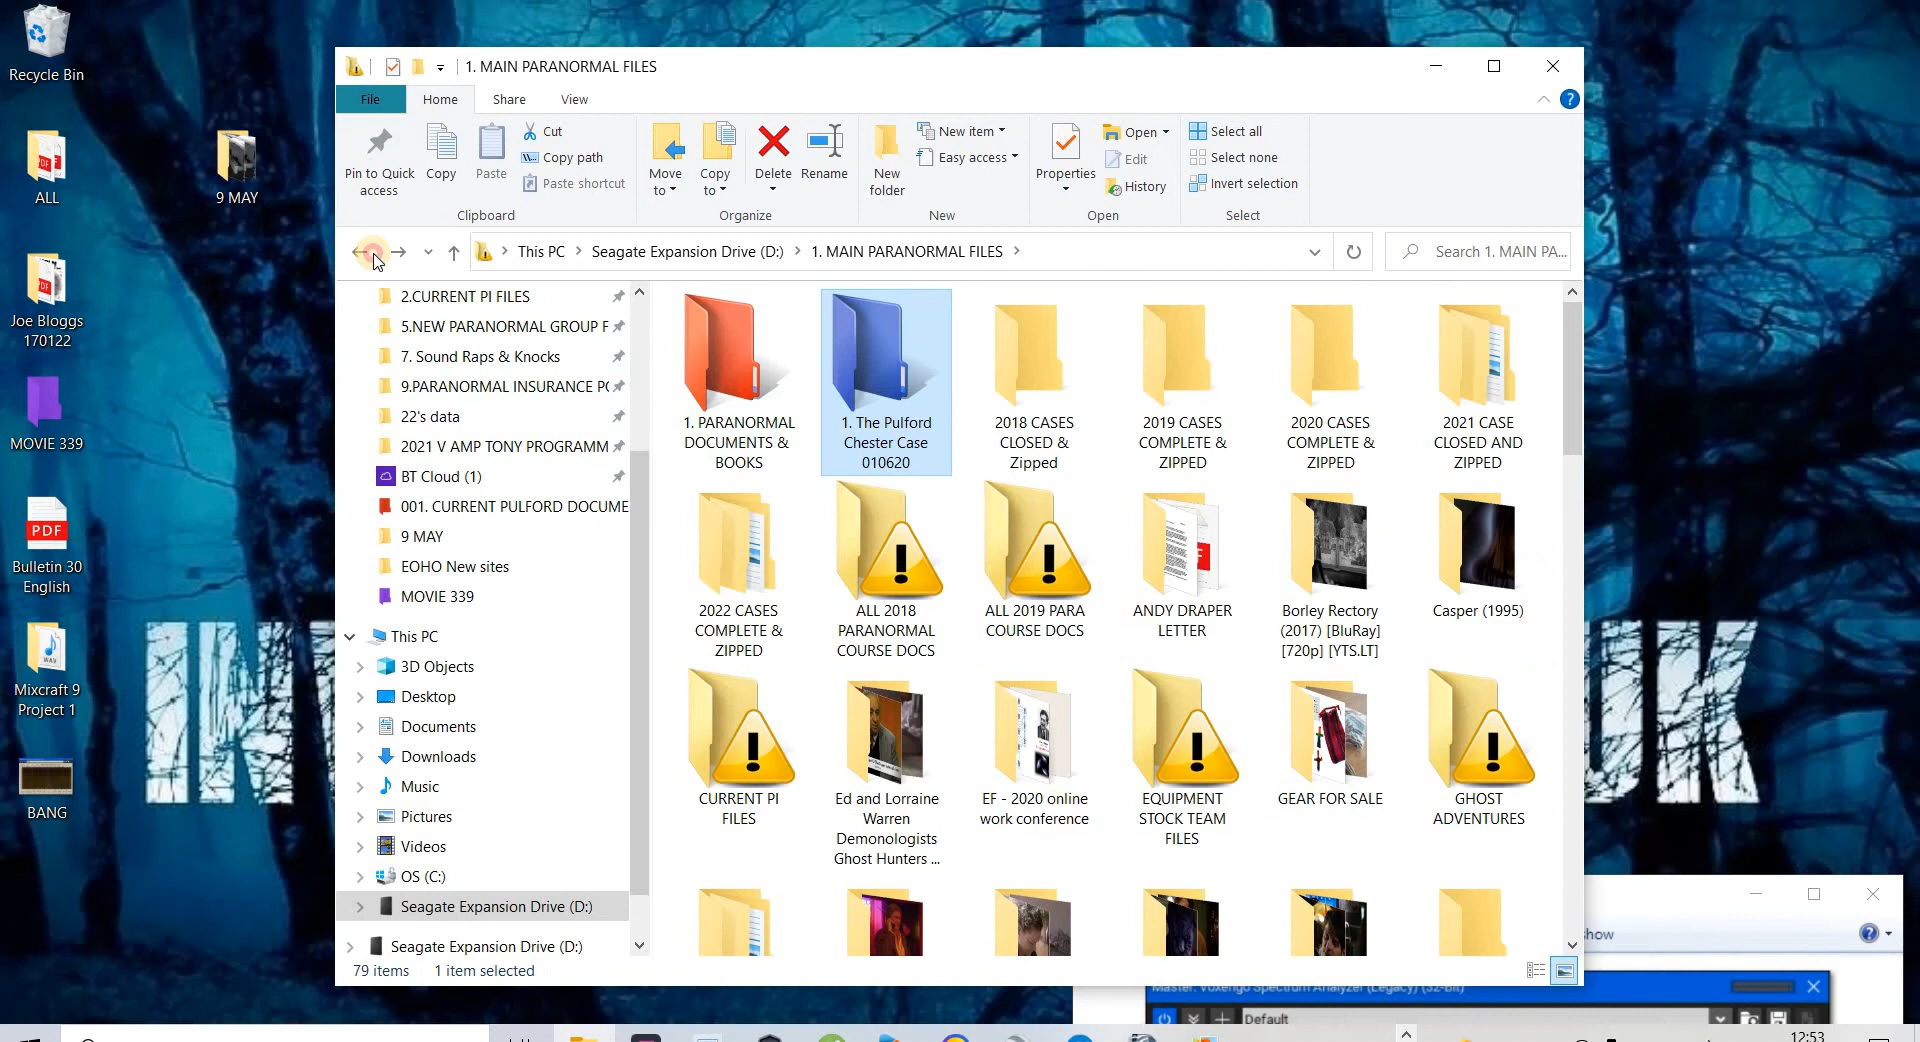 Recycle Bin
ALL
9 MAY
Joe Bloggs
170122
MOVIE 339
PDF
Bulletin 30
English
WAV
Mixcraft 9
Project 1
BANG
1. MAIN PARANORMAL FILES
File
Home
Share
View
Pin to Quick
access
Copy
Paste
Cut
Copy path
Paste shortcut
Clipboard
Move
to
Copy
to
Delete
Rename
Organize
New
folder
New item
Easy access
New
Properties
Open
Edit
History
Open
Select all
Select none
Invert selection
Select
This PC
Seagate Expansion Drive (D:)
1. MAIN PARANORMAL FILES
Search 1. MAIN PA...
2.CURRENT PI FILES
5.NEW PARANORMAL GROUP F
7. Sound Raps & Knocks
9.PARANORMAL INSURANCE PO
22's data
2021 V AMP TONY PROGRAMM
BT Cloud (1)
001. CURRENT PULFORD DOCUME
9 MAY
EOHO New sites
MOVIE 339
This PC
3D Objects
Desktop
Documents
Downloads
Music
Pictures
Videos
OS (C:)
Seagate Expansion Drive (D:)
Seagate Expansion Drive (D:)
1. PARANORMAL
DOCUMENTS &
BOOKS
1. The Pulford
Chester Case
010620
2018 CASES
CLOSED &
Zipped
2019 CASES
COMPLETE &
ZIPPED
2020 CASES
COMPLETE &
ZIPPED
2021 CASE
CLOSED AND
ZIPPED
2022 CASES
COMPLETE &
ZIPPED
ALL 2018
PARANORMAL
COURSE DOCS
ALL 2019 PARA
COURSE DOCS
ANDY DRAPER
LETTER
Borley Rectory
(2017) [BluRay]
[720p] [YTS.LT]
Casper (1995)
CURRENT PI
FILES
Ed and Lorraine
Warren
Demonologists
Ghost Hunters ...
EF - 2020 online
work conference
EQUIPMENT
STOCK TEAM
FILES
GEAR FOR SALE
GHOST
ADVENTURES
79 items
1 item selected
Master: Voxengo Spectrum Analyzer (Legacy) (32-Bit)
Default
12:53